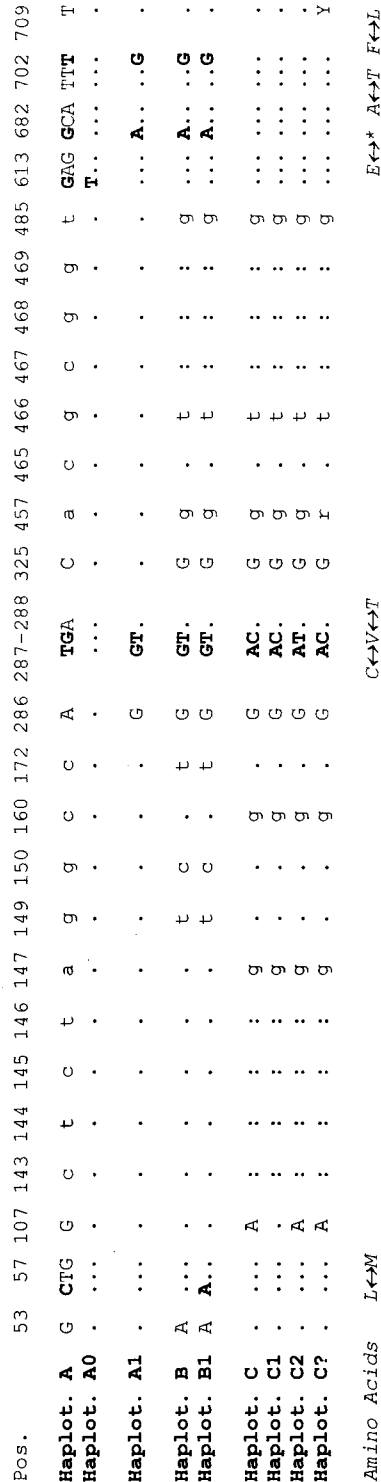 Pos. 53 57 107 143 144 145 146 147 149 150 160 172 286 287-288 325 457 465 466 467 468 469 485 613 682 702 709
Haplot. A G CTG G c t c t a g g c c A TGA C a c g c g g t GAG GCA TTT T
Haplot. A0 . ... . . . . . . . . . . . ... . . . . . . . . T.. ... ... .
Haplot. A1 . ... . . . . . . . . . . G GT. . . . . . . . . ... A.. ..G .
Haplot. B A ... . . . . . . t c . t G GT. G g . t : : : g ... A.. ..G .
Haplot. B1 A A.. . . . . . . t c . t G GT. G g . t : : : g ... A.. ..G .
Haplot. C . ... A : : : : g . . g . G AC. G g . t : : : g ... ... ... .
Haplot. C1 . ... . : : : : g . . g . G AC. G g . t : : : g ... ... ... .
Haplot. C2 . ... A : : : : g . . g . G AT. G g . t : : : g ... ... ... .
Haplot. C? . ... A : : : : g . . g . G AC. G r . t : : : g ... ... ... Y
Amino Acids L↔M C↔V↔T E↔* A↔T F↔L